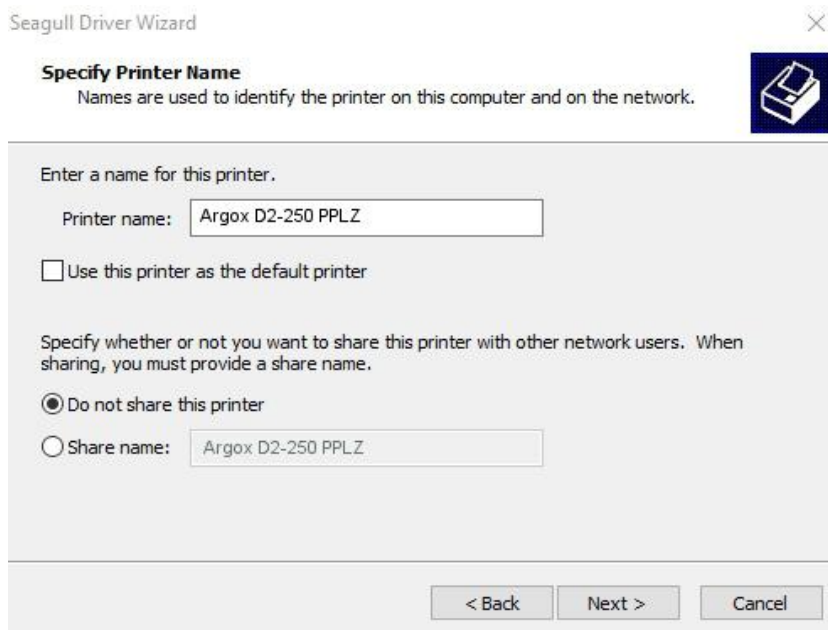 Seagull Driver Wizard
Specify Printer Name
Names are used to identify the printer on this computer and on the network.
Enter a name for this printer.
Printer name: Argox D2-250 PPLZ
Use this printer as the default printer
Specify whether or not you want to share this printer with other network users. When
sharing, you must provide a share name.
Do not share this printer
Share name: Argox D2-250 PPLZ
< Back Next > Cancel